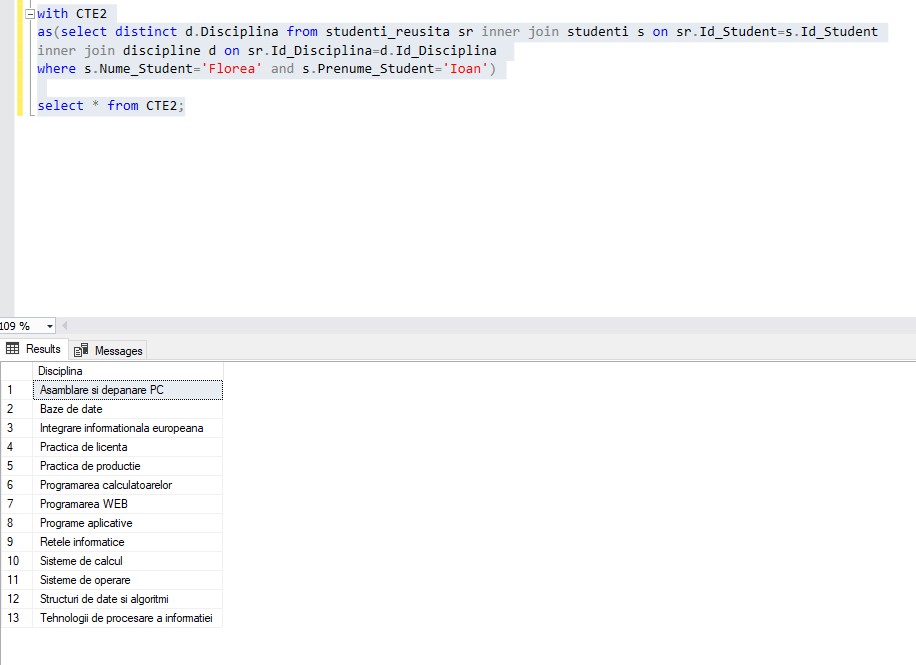 with CTE2
as(select distinct d.Disciplina from studenti_reusita sr inner join studenti s on sr.Id_Student=s.Id_Student
inner join discipline d on sr.Id_Disciplina=d.Id_Disciplina
where s.Nume_Student='Florea' and s.Prenume_Student='Ioan')
select * from CTE2;
109 %
Results Messages
Disciplina
1 Asamblare si depanare PC
2 Baze de date
3 Integrare informationala europeana
4 Practica de licenta
5 Practica de productie
6 Programarea calculatoarelor
7 Programarea WEB
8 Programe aplicative
9 Retele informatice
10 Sisteme de calcul
11 Sisteme de operare
12 Structuri de date si algoritmi
13 Tehnologii de procesare a informatiei